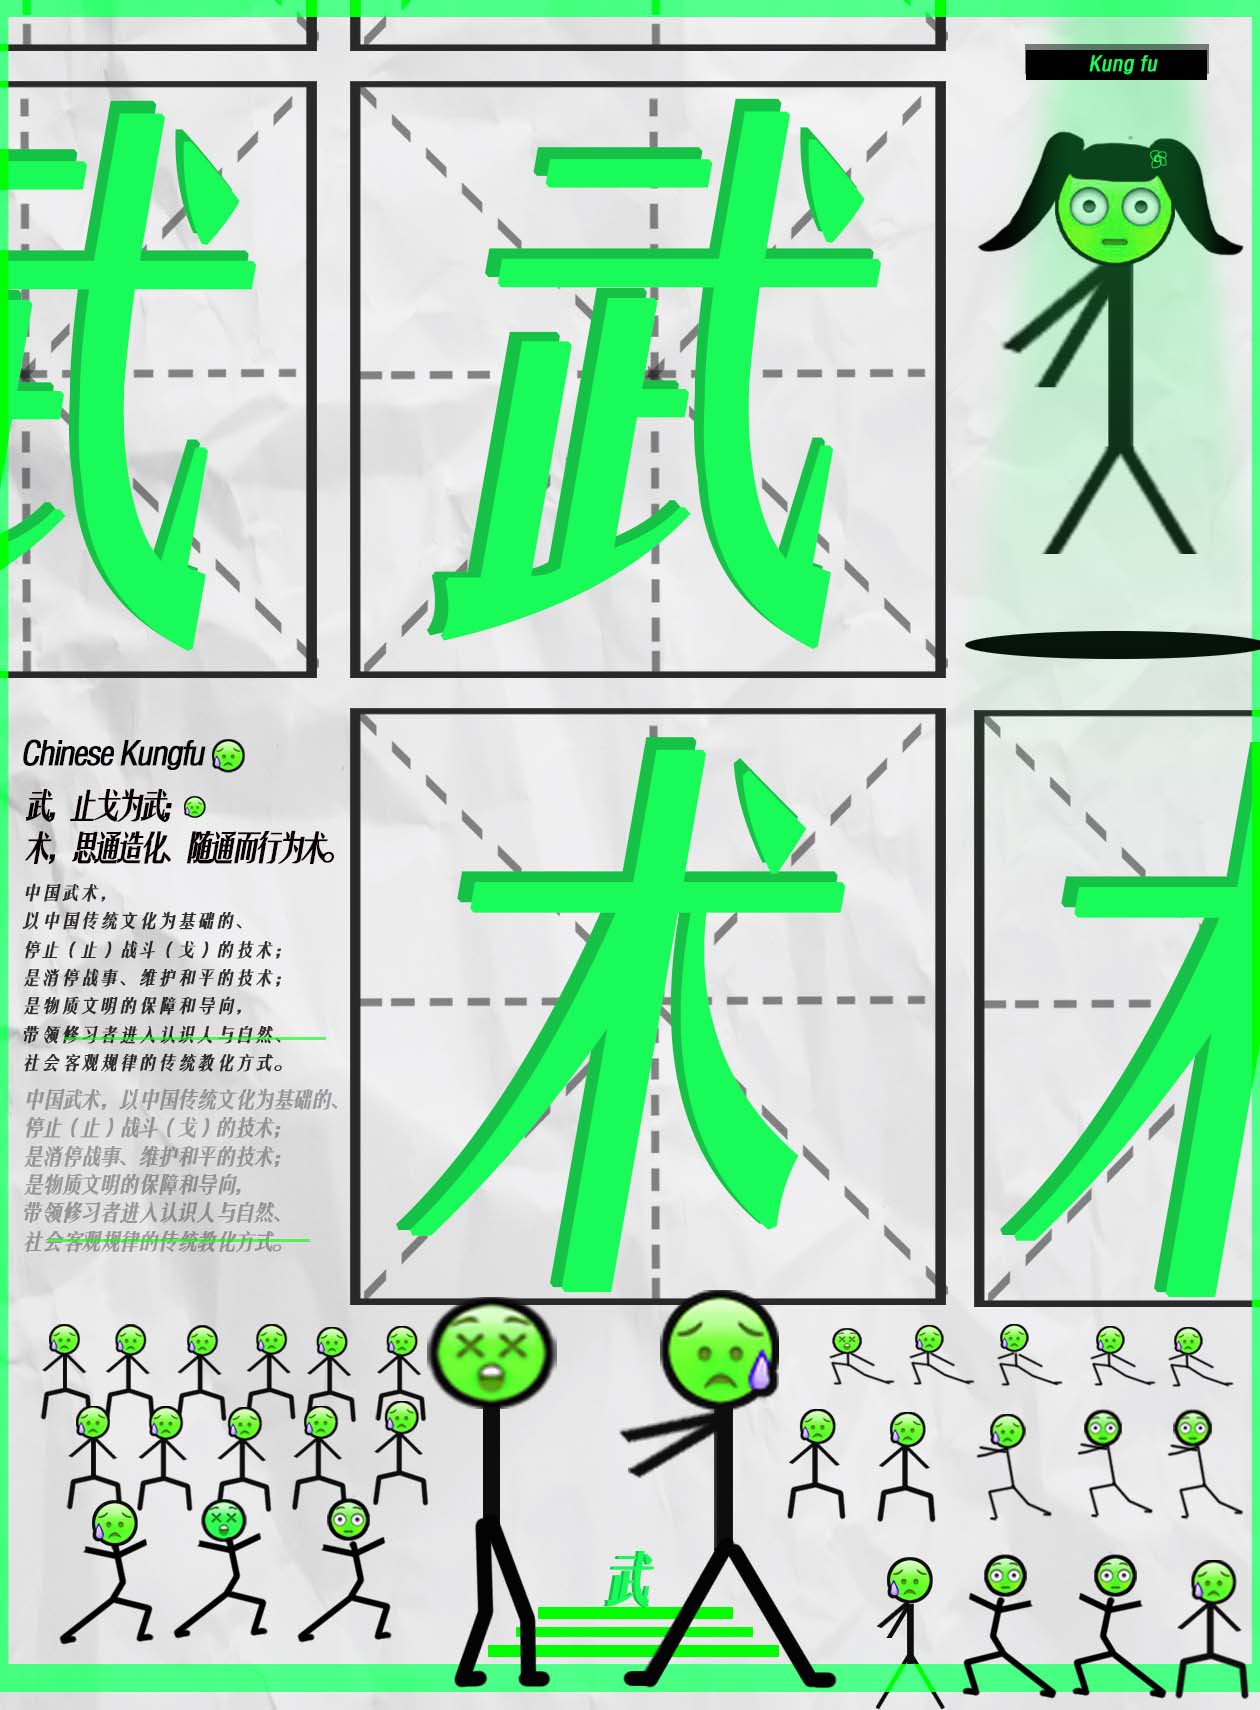 Kung fu
武
武
术
术
Chinese Kungfu
武，止戈为武；
术，思通造化、随通而行为术。
中国武术，
以中国传统文化为基础的、
停止（止）战斗（戈）的技术；
是消停战事、维护和平的技术；
是物质文明的保障和导向，
带领修习者进入认识人与自然、
社会客观规律的传统教化方式。
中国武术，以中国传统文化为基础的、
停止（止）战斗（戈）的技术；
是消停战事、维护和平的技术；
是物质文明的保障和导向，
带领修习者进入认识人与自然、
社会客观规律的传统教化方式。
武